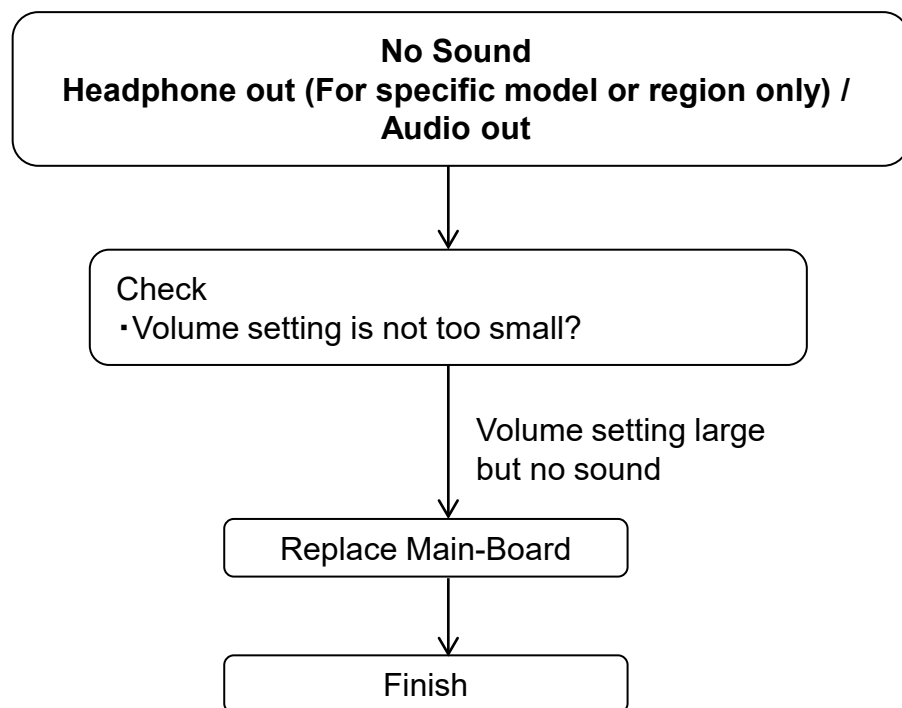 No Sound
Headphone out (For specific model or region only) /
Audio out
Check
・Volume setting is not too small?
Volume setting large
but no sound
Replace Main-Board
Finish